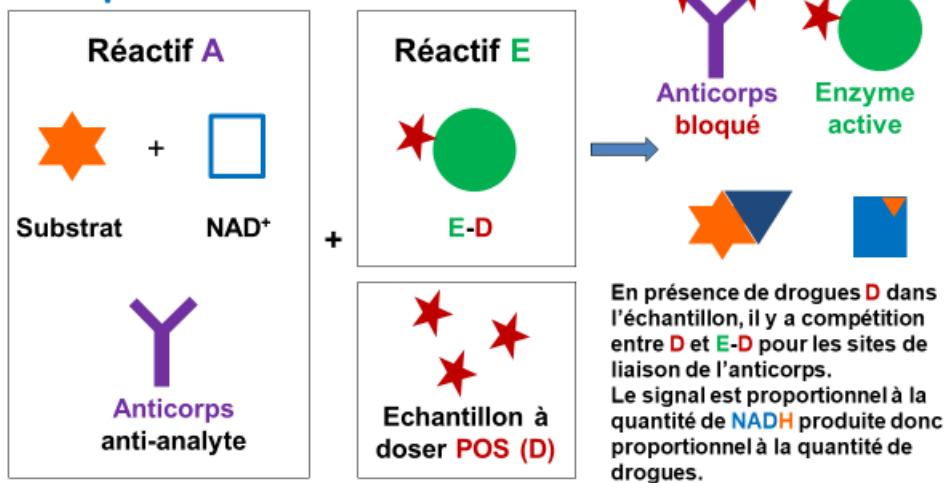 Réactif A
+
Substrat
NAD⁺
Anticorps
anti-analyte
+
Réactif E
E-D
Echantillon à
doser POS (D)
Anticorps
bloqué
Enzyme
active
En présence de drogues D dans
l'échantillon, il y a compétition
entre D et E-D pour les sites de
liaison de l'anticorps.
Le signal est proportionnel à la
quantité de NADH produite donc
proportionnel à la quantité de
drogues.